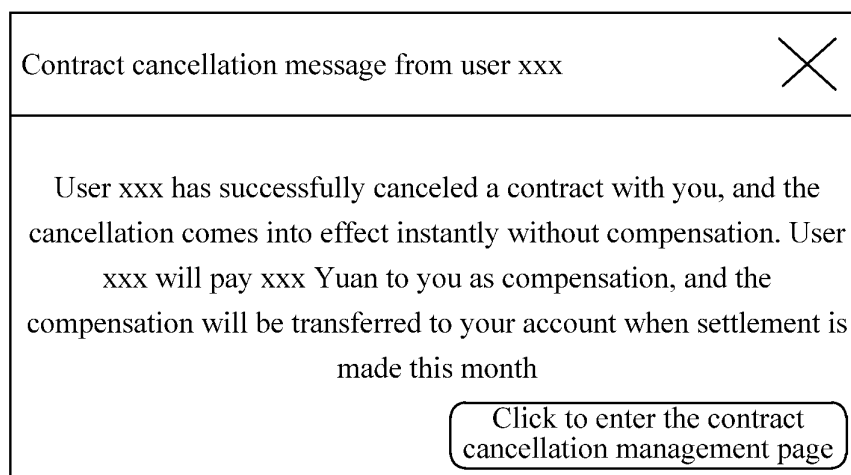 Contract cancellation message from user xxx
User xxx has successfully canceled a contract with you, and the
cancellation comes into effect instantly without compensation. User
xxx will pay xxx Yuan to you as compensation, and the
compensation will be transferred to your account when settlement is
made this month
Click to enter the contract
cancellation management page